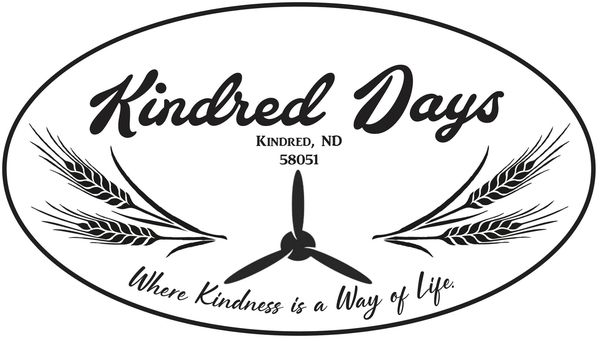 Kindred Days
Kindred, ND
58051
Where Kindness is a Way of Life.